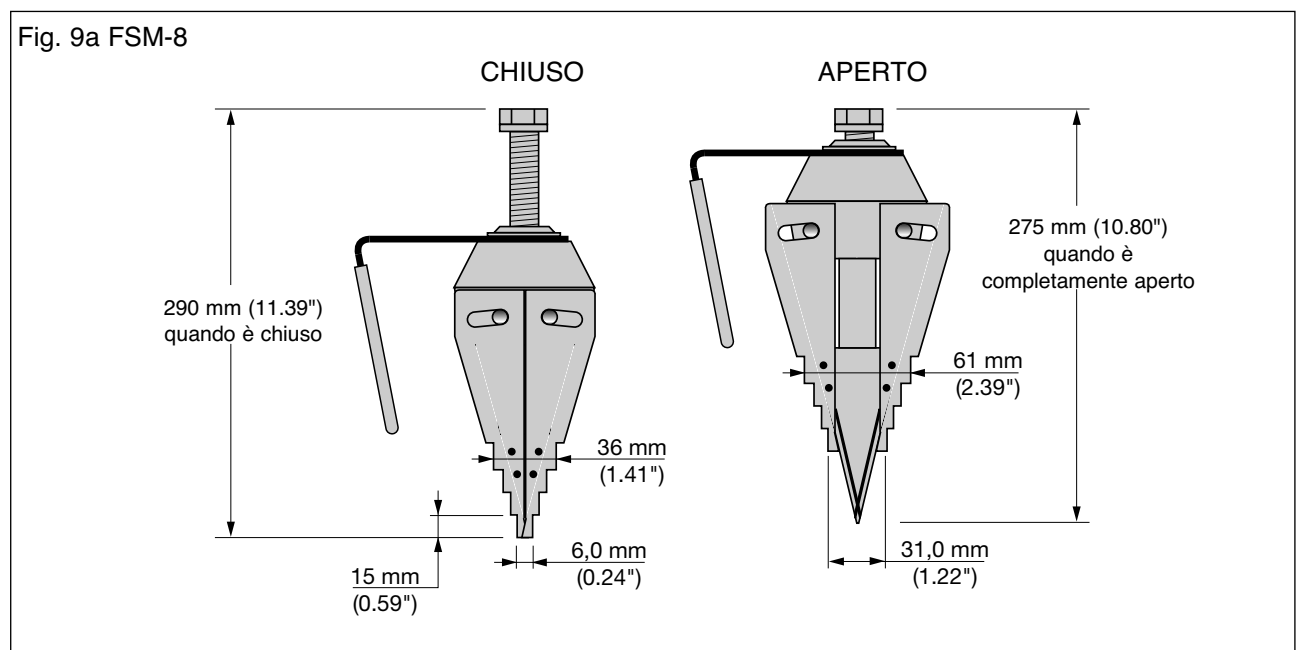 Fig. 9a FSM-8
CHIUSO
APERTO
290 mm (11.39")
quando è chiuso
36 mm
(1.41")
6,0 mm
(0.24")
15 mm
(0.59")
275 mm (10.80")
quando è
completamente aperto
61 mm
(2.39")
31,0 mm
(1.22")